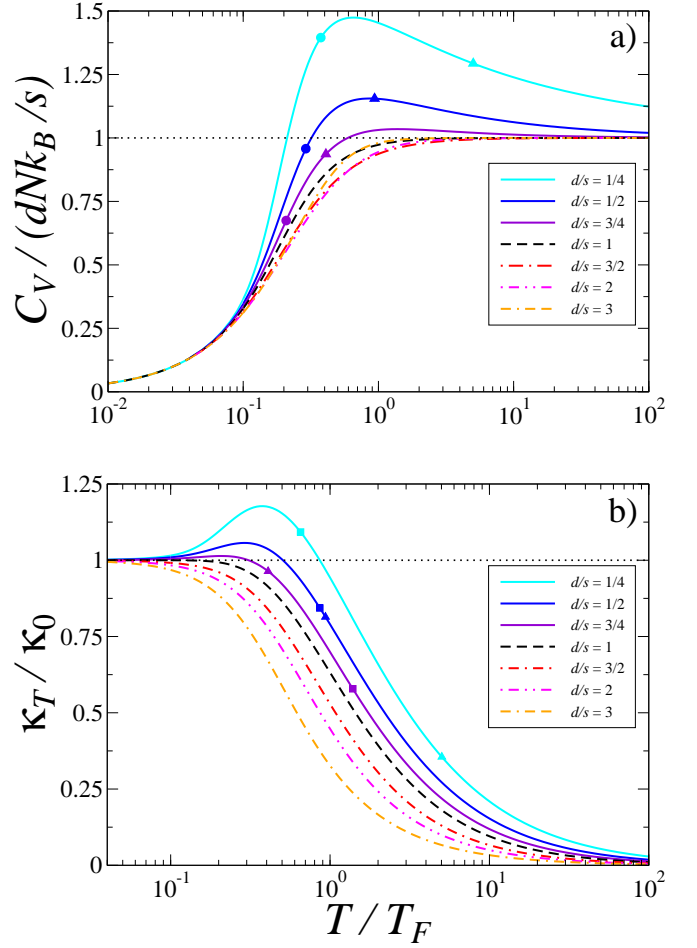 a)
C_V / (dNk_B/s)
1.5
1.25
1
0.75
0.5
0.25
0
d/s = 1/4
d/s = 1/2
d/s = 3/4
d/s = 1
d/s = 3/2
d/s = 2
d/s = 3
10^-2 10^-1 10^0 10^1 10^2
b)
κ_T / κ_0
1.25
1
0.75
0.5
0.25
0
d/s = 1/4
d/s = 1/2
d/s = 3/4
d/s = 1
d/s = 3/2
d/s = 2
d/s = 3
10^-1 10^0 10^1 10^2
T / T_F